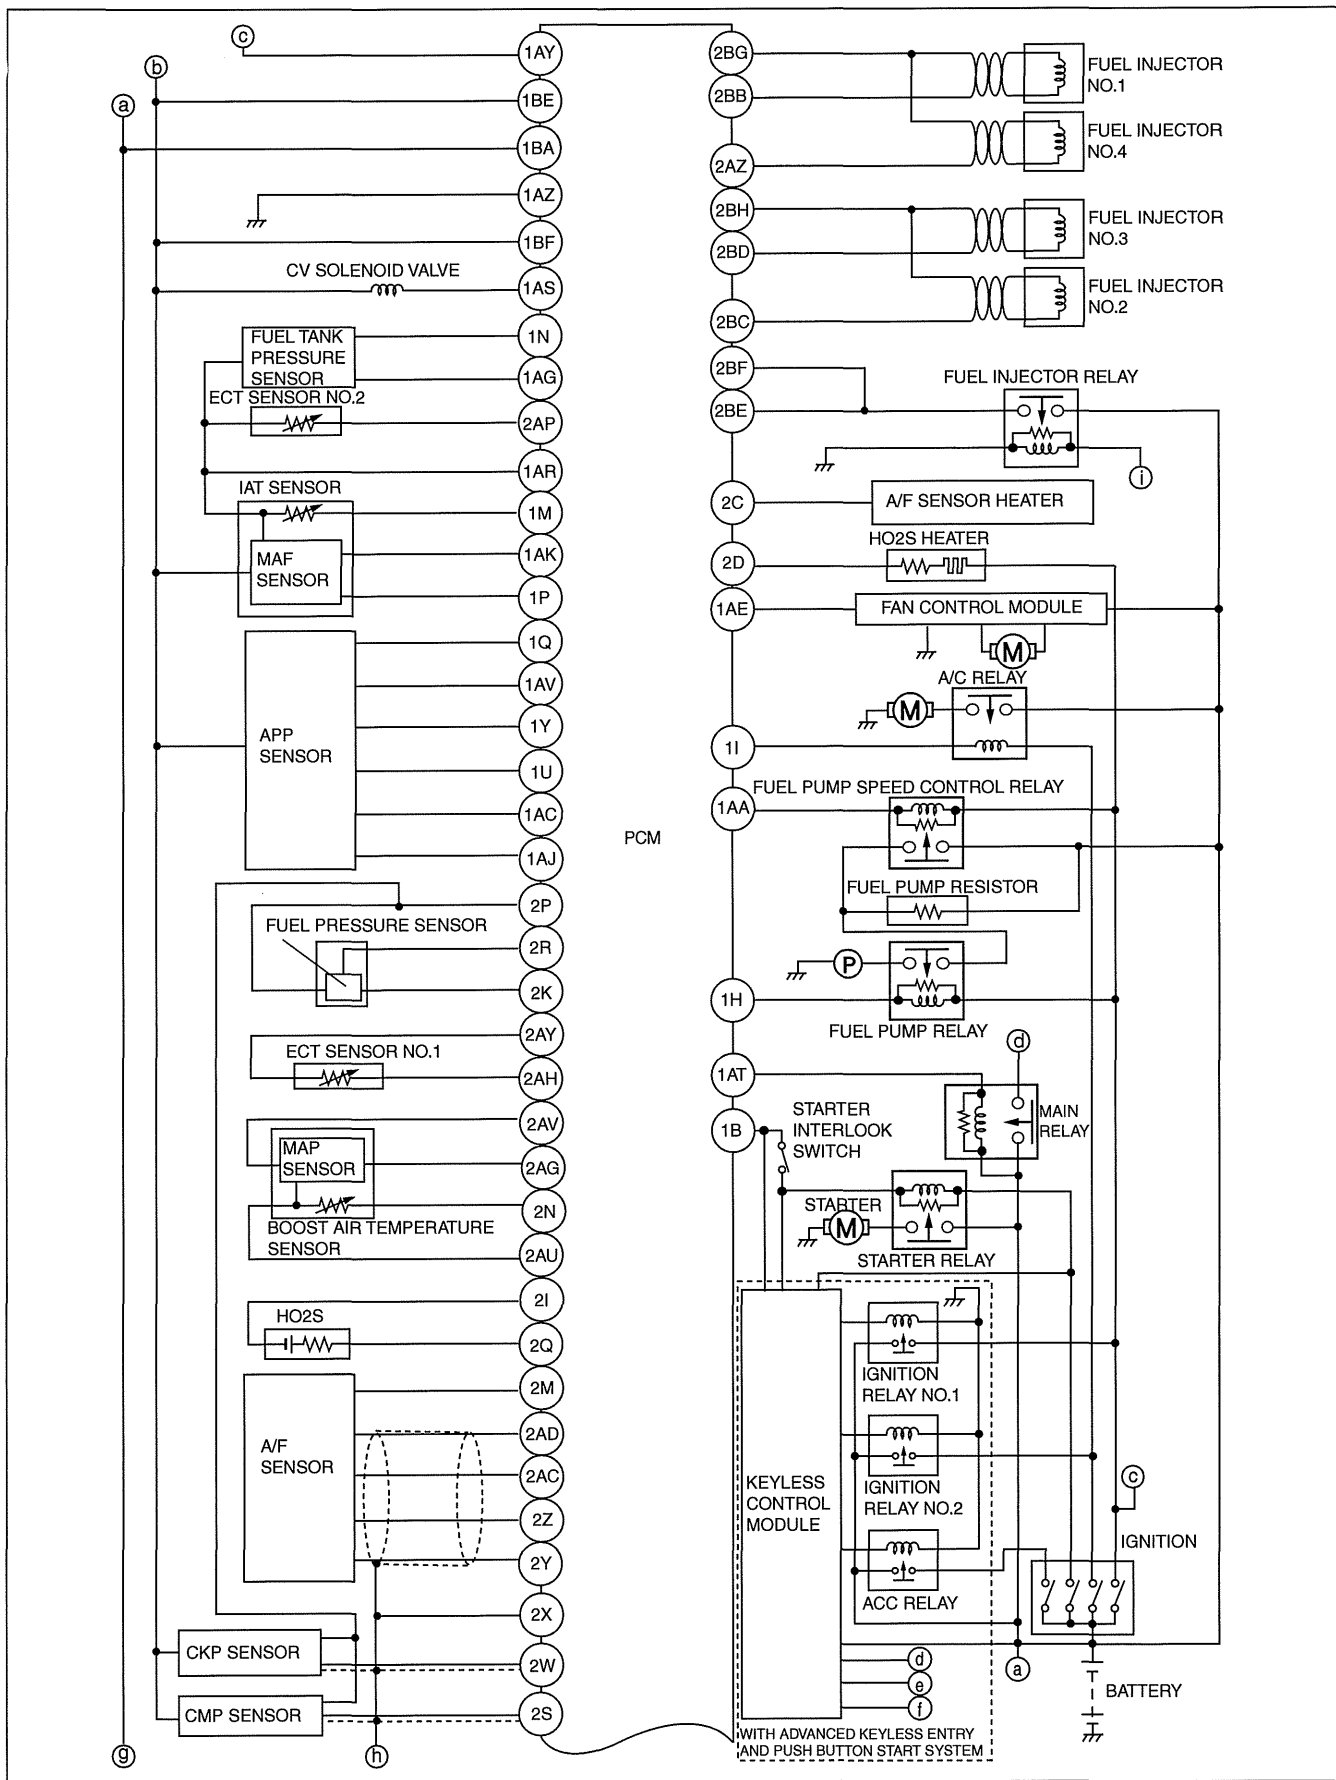 c
1AY
b
1BE
a
1BA
1AZ
1BF
CV SOLENOID VALVE
1AS
FUEL TANK
PRESSURE
SENSOR
1N
1AG
ECT SENSOR NO.2
2AP
1AR
IAT SENSOR
1M
MAF
SENSOR
1AK
1P
APP
SENSOR
1Q
1AV
1Y
1U
1AC
1AJ
2P
FUEL PRESSURE SENSOR
2R
2K
2AY
ECT SENSOR NO.1
2AH
2AV
MAP
SENSOR
2AG
2N
BOOST AIR TEMPERATURE
SENSOR
2AU
2I
HO2S
2Q
2M
A/F
SENSOR
2AD
2AC
2Z
2Y
2X
CKP SENSOR
2W
CMP SENSOR
2S
g
h
PCM
2BG
FUEL INJECTOR
NO.1
2BB
FUEL INJECTOR
NO.4
2AZ
2BH
FUEL INJECTOR
NO.3
2BD
FUEL INJECTOR
NO.2
2BC
2BF
FUEL INJECTOR RELAY
2BE
i
2C
A/F SENSOR HEATER
HO2S HEATER
2D
1AE
FAN CONTROL MODULE
M
A/C RELAY
M
1I
FUEL PUMP SPEED CONTROL RELAY
1AA
FUEL PUMP RESISTOR
P
1H
FUEL PUMP RELAY
d
1AT
MAIN
RELAY
1B
STARTER
INTERLOOK
SWITCH
STARTER
M
STARTER RELAY
IGNITION
RELAY NO.1
KEYLESS
CONTROL
MODULE
IGNITION
RELAY NO.2
c
IGNITION
ACC RELAY
d
e
f
a
BATTERY
WITH ADVANCED KEYLESS ENTRY
AND PUSH BUTTON START SYSTEM